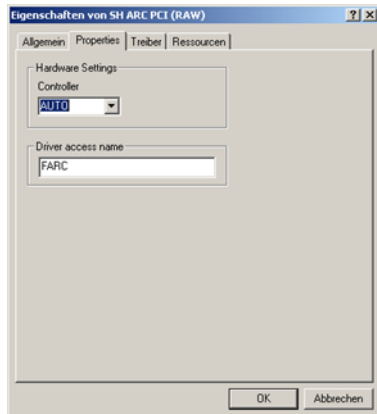 Eigenschaften von SH ARC PCI (RAW)
Allgemein Properties Treiber Ressourcen
Hardware Settings
Controller
AUTO
Driver access name
FARC
OK Abbrechen